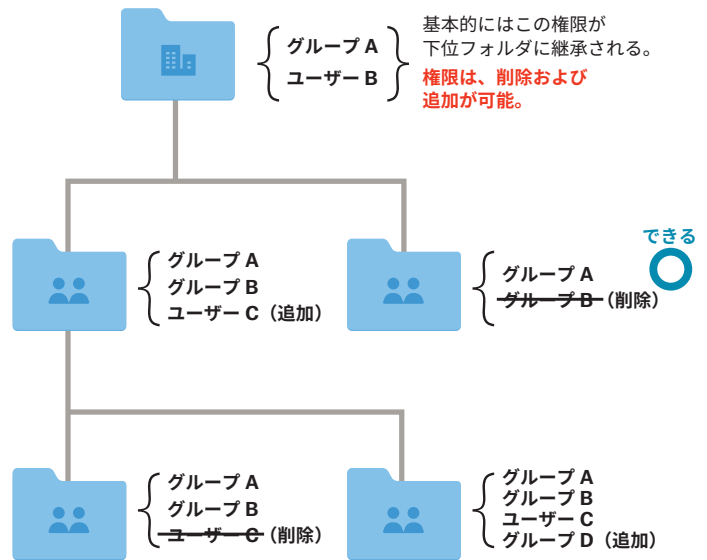 グループ A
ユーザー B
基本的にはこの権限が
下位フォルダに継承される。
権限は、削除および
追加が可能。
グループ A
グループ B
ユーザー C（追加）
できる
グループ A
グループ B（削除）
グループ A
グループ B
ユーザー C（削除）
グループ A
グループ B
ユーザー C
グループ D（追加）